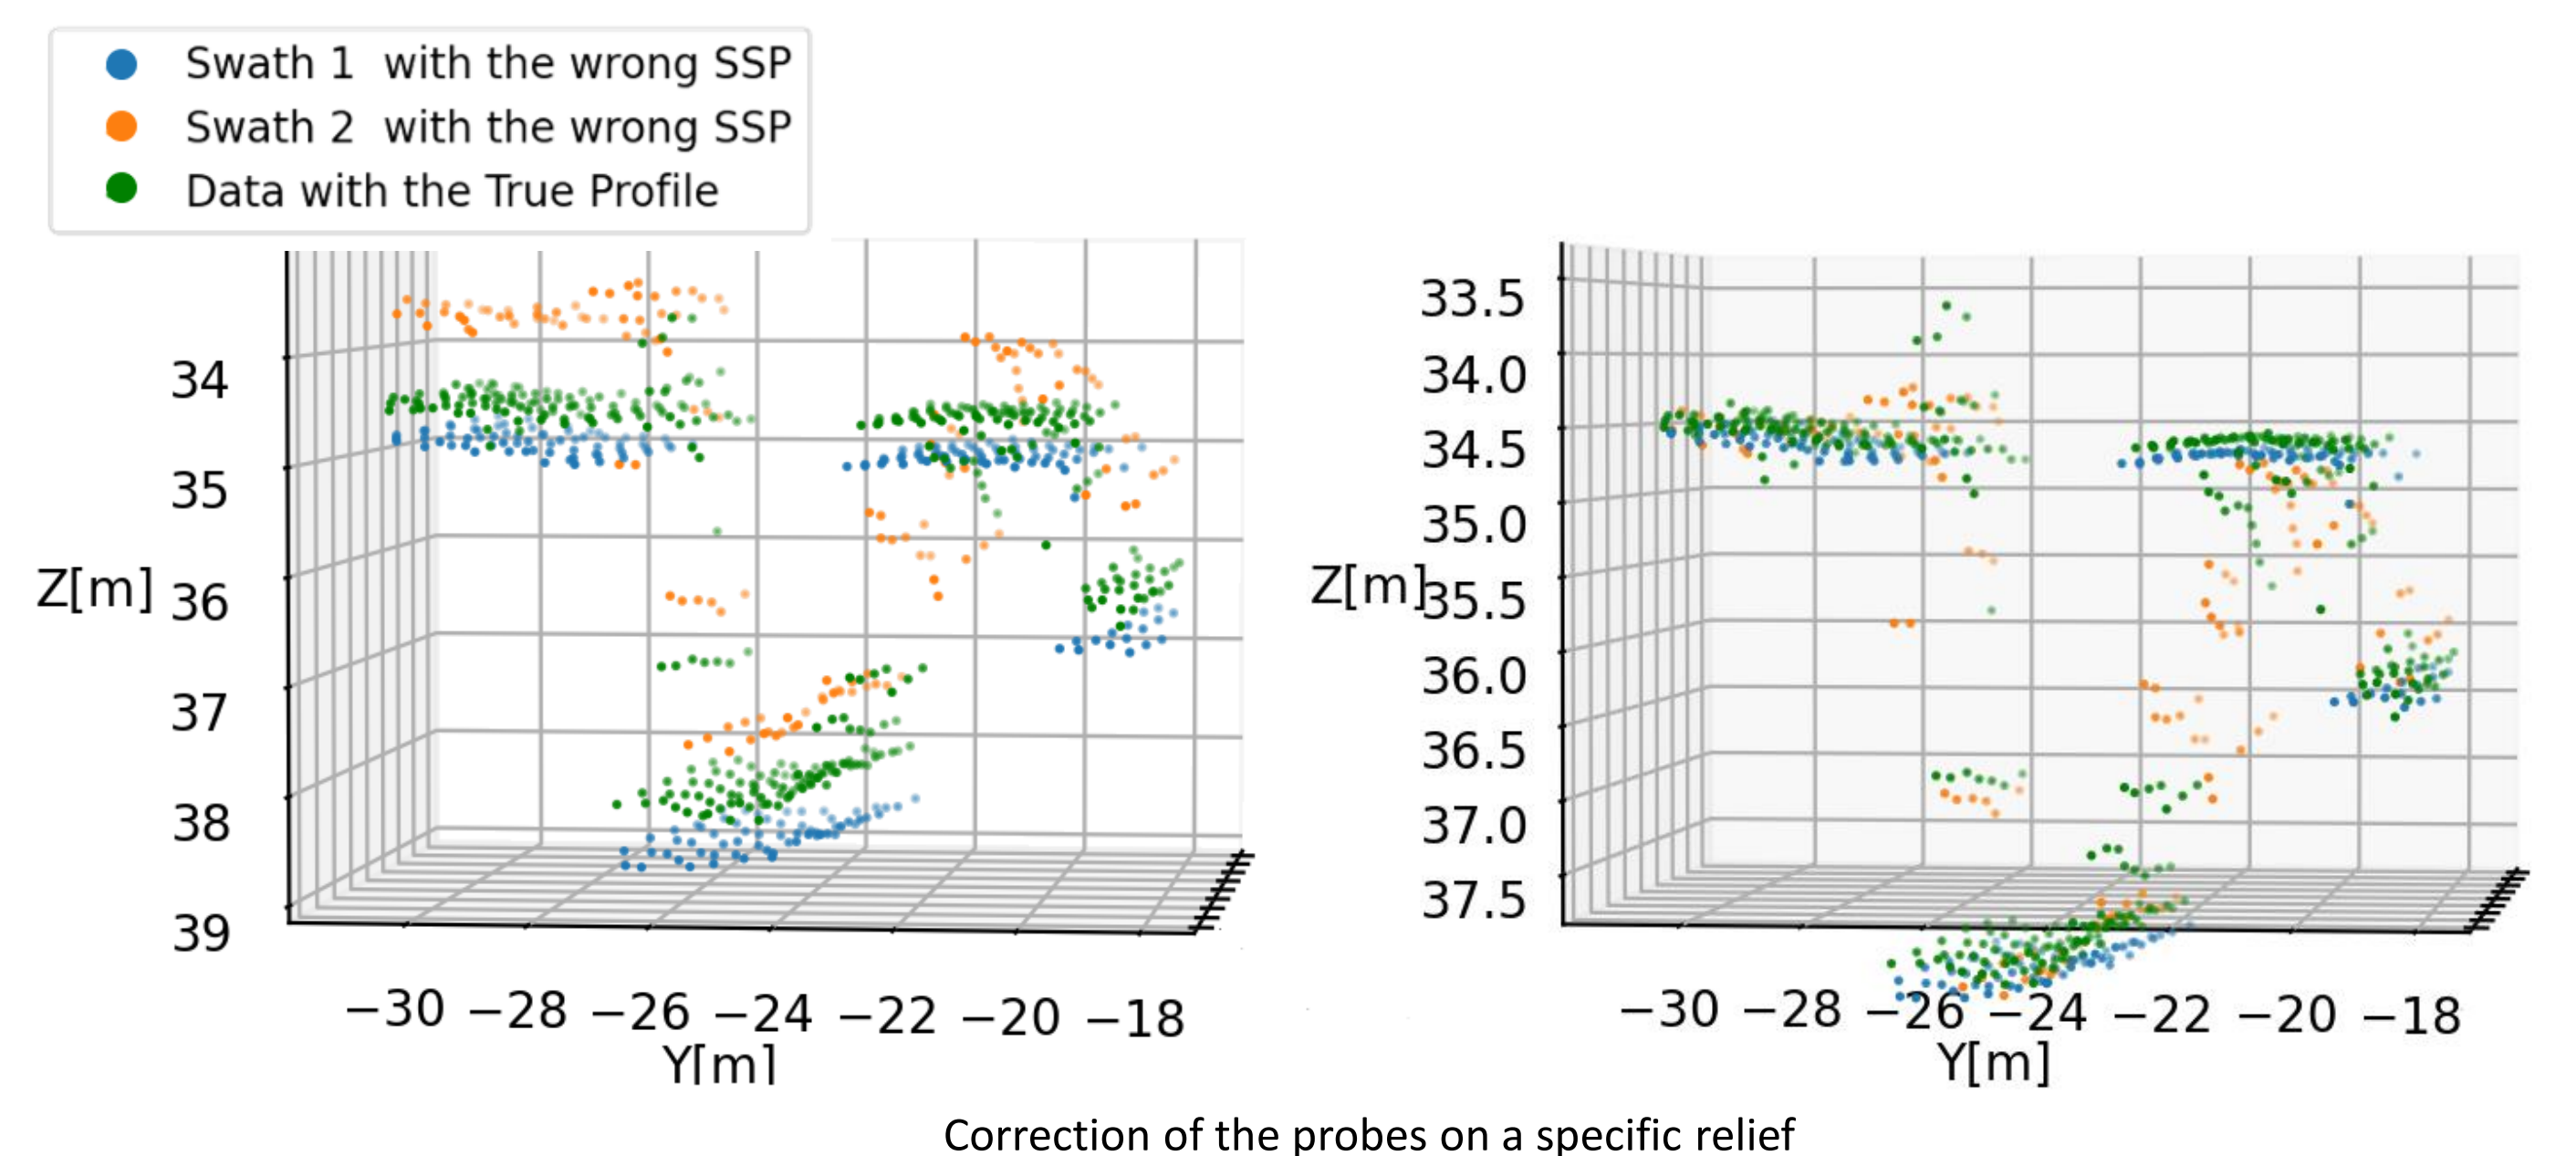 Swath 1  with the wrong SSP
Swath 2  with the wrong SSP
Data with the True Profile
34
35
36
37
38
39
Z[m]
−30 −28 −26 −24 −22 −20 −18
Y[m]
33.5
34.0
34.5
35.0
35.5
36.0
36.5
37.0
37.5
Z[m]
−30 −28 −26 −24 −22 −20 −18
Y[m]
Correction of the probes on a specific relief